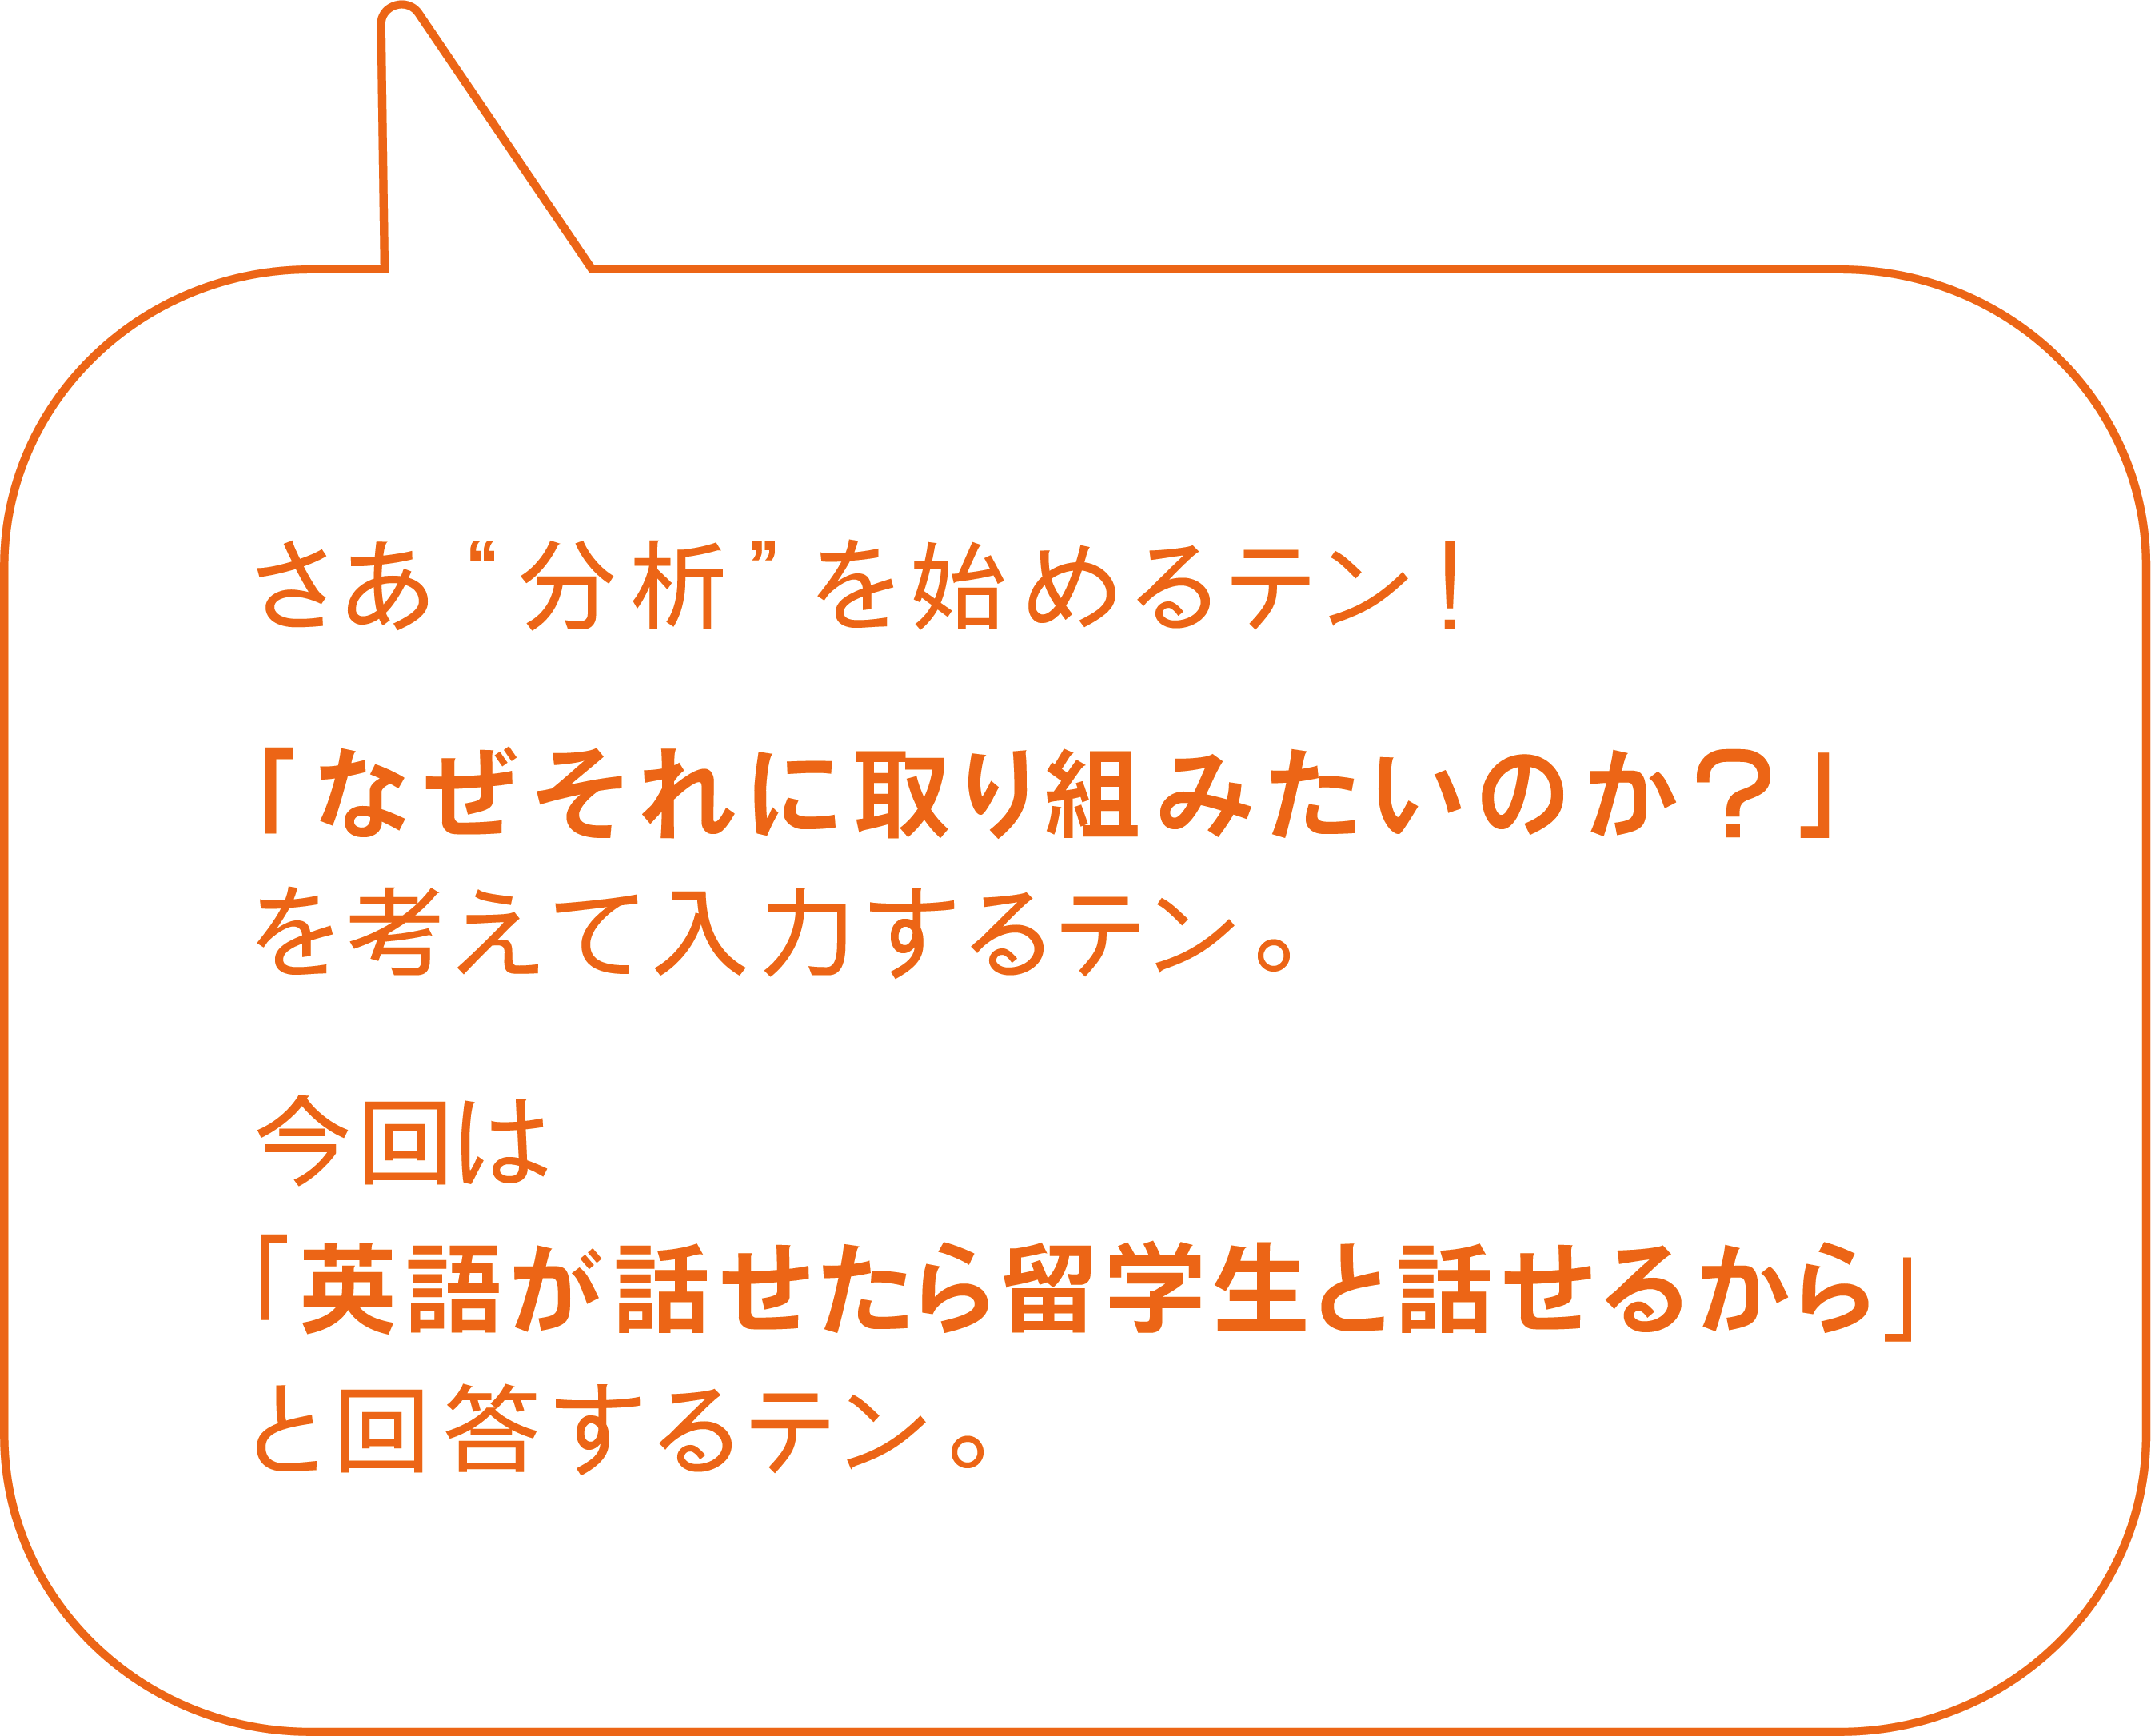 さあ“分析”を始めるテン！
「なぜそれに取り組みたいのか？」
を考えて入力するテン。
今回は
「英語が話せたら留学生と話せるから」
と回答するテン。